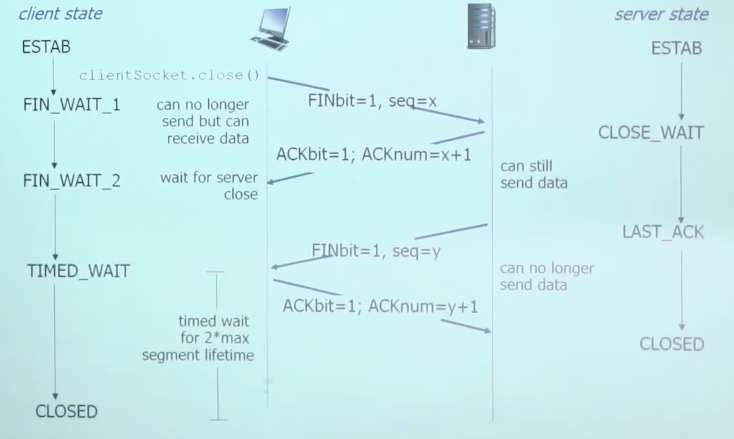 client state
server state
ESTAB
ESTAB
clientSocket.close()
FIN_WAIT_1
can no longer
send but can
receive data
FINbit=1, seq=x
CLOSE_WAIT
ACKbit=1; ACKnum=x+1
FIN_WAIT_2
wait for server
close
can still
send data
LAST_ACK
FINbit=1, seq=y
TIMED_WAIT
can no longer
send data
ACKbit=1; ACKnum=y+1
timed wait
for 2*max
segment lifetime
CLOSED
CLOSED